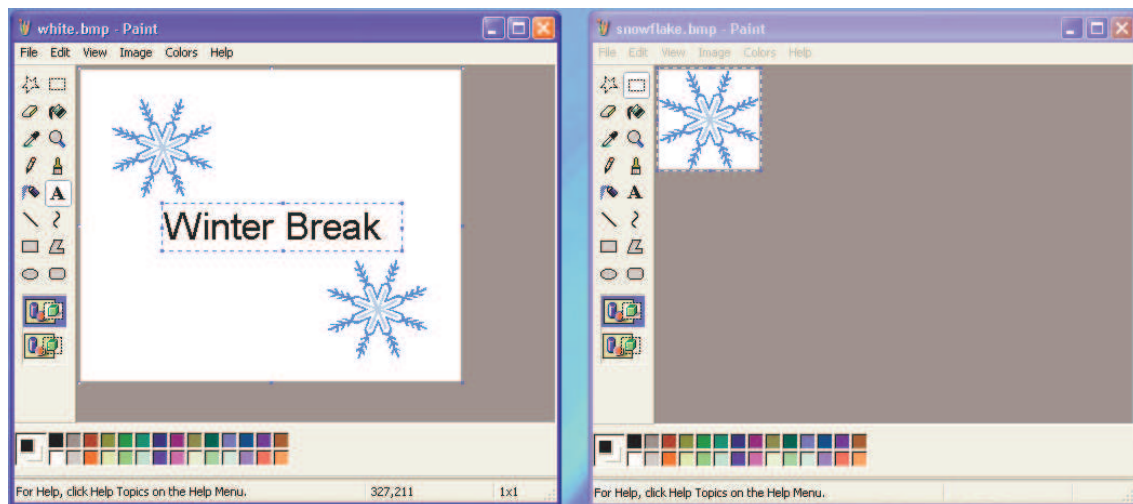 white.bmp - Paint
File Edit View Image Colors Help
A
Winter Break
For Help, click Help Topics on the Help Menu. 327,211 1x1
snowflake.bmp - Paint
File Edit View Image Colors Help
A
For Help, click Help Topics on the Help Menu.